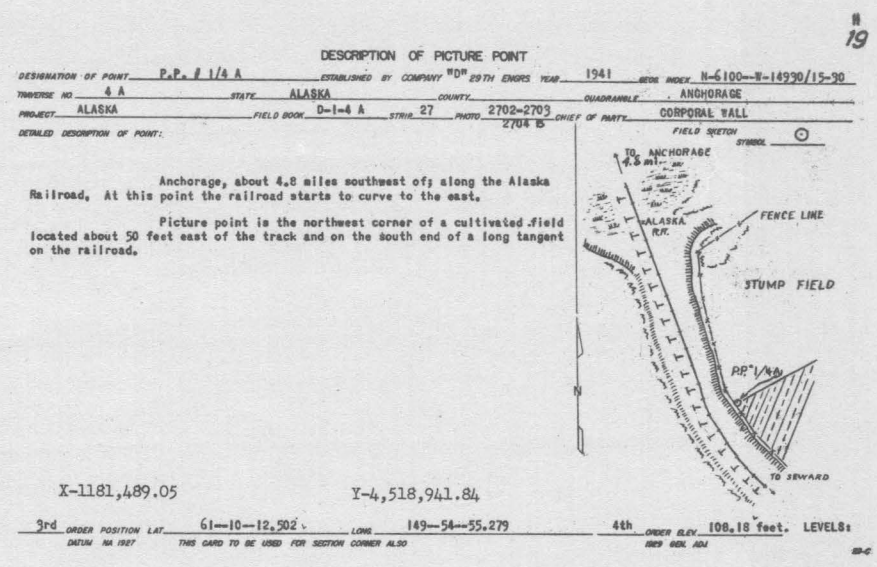 H
19
DESCRIPTION OF PICTURE POINT
DESIGNATION OF POINT P.P. # 1/4 A ESTABLISHED BY COMPANY "D" 29TH ENGRS YEAR 1941 GEOG. INDEX N-6100--W-14930/15-30
TRAVERSE NO 4 A STATE ALASKA COUNTY QUADRANGLE ANCHORAGE
PROJECT ALASKA FIELD BOOK D-1-4 A STRIP 27 PHOTO 2702-2703 CHIEF OF PARTY CORPORAL WALL
2704 B
DETAILED DESCRIPTION OF POINT:
FIELD SKETCH
SYMBOL
Anchorage, about 4.8 miles southwest of; along the Alaska
Railroad. At this point the railroad starts to curve to the east.
Picture point is the northwest corner of a cultivated field
located about 50 feet east of the track and on the south end of a long tangent
on the railroad.
TO ANCHORAGE
4.8 mi.
ALASKA
R.R.
FENCE LINE
STUMP FIELD
P.P. #1/4A
N
TO SEWARD
X-1181,489.05 Y-4,518,941.84
3rd ORDER POSITION LAT. 61--10--12.502 LONG 149--54--55.279 4th ORDER ELEV 108.18 feet. LEVELS:
DATUM NA 1927 THIS CARD TO BE USED FOR SECTION CORNER ALSO 1929 GEN. ADJ